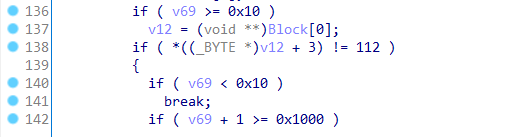 136 if ( v69 >= 0x10 )
137 v12 = (void **)Block[0];
138 if ( *((_BYTE *)v12 + 3) != 112 )
139 {
140 if ( v69 < 0x10 )
141 break;
142 if ( v69 + 1 >= 0x1000 )